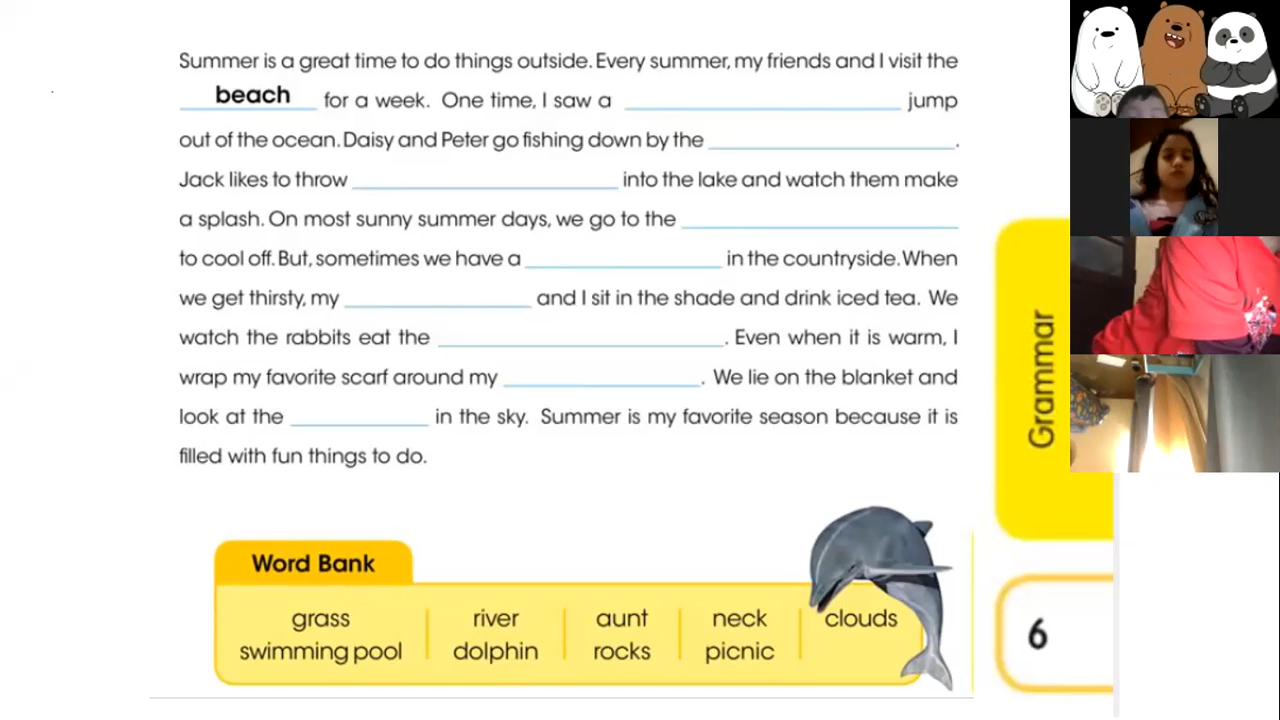 Summer is a great time to do things outside. Every summer, my friends and I visit the
beach for a week. One time, I saw a jump
out of the ocean. Daisy and Peter go fishing down by the .
Jack likes to throw into the lake and watch them make
a splash. On most sunny summer days, we go to the
to cool off. But, sometimes we have a in the countryside. When
we get thirsty, my and I sit in the shade and drink iced tea. We
watch the rabbits eat the . Even when it is warm, I
wrap my favorite scarf around my . We lie on the blanket and
look at the in the sky. Summer is my favorite season because it is
filled with fun things to do.
Word Bank
grass river aunt neck clouds
swimming pool dolphin rocks picnic
Grammar
6